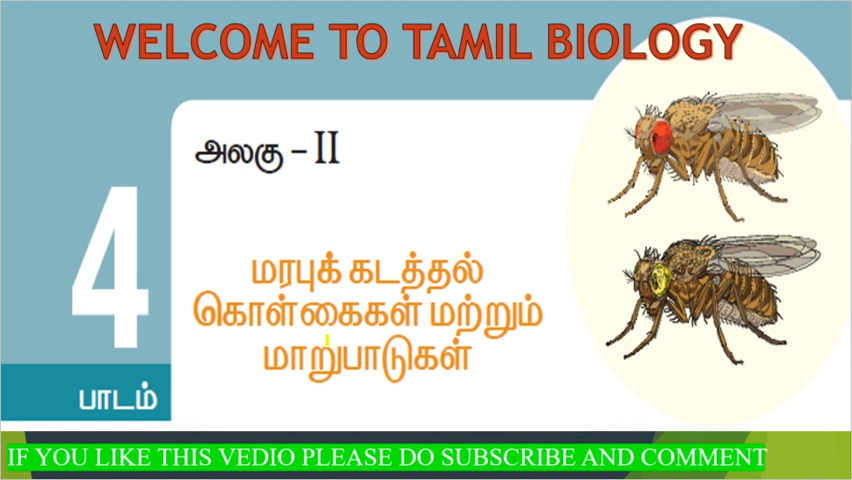 WELCOME TO TAMIL BIOLOGY
அலகு – II
4
மரபுக் கடத்தல்
கொள்கைகள் மற்றும்
மாறுபாடுகள்
பாடம்
IF YOU LIKE THIS VEDIO PLEASE DO SUBSCRIBE AND COMMENT